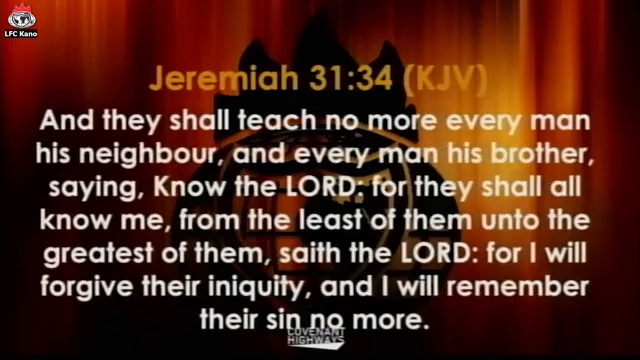 LFC Kano
Jeremiah 31:34 (KJV)
And they shall teach no more every man
his neighbour, and every man his brother,
saying, Know the LORD: for they shall all
know me, from the least of them unto the
greatest of them, saith the LORD: for I will
forgive their iniquity, and I will remember
their sin no more.
COVENANT
HIGHWAYS